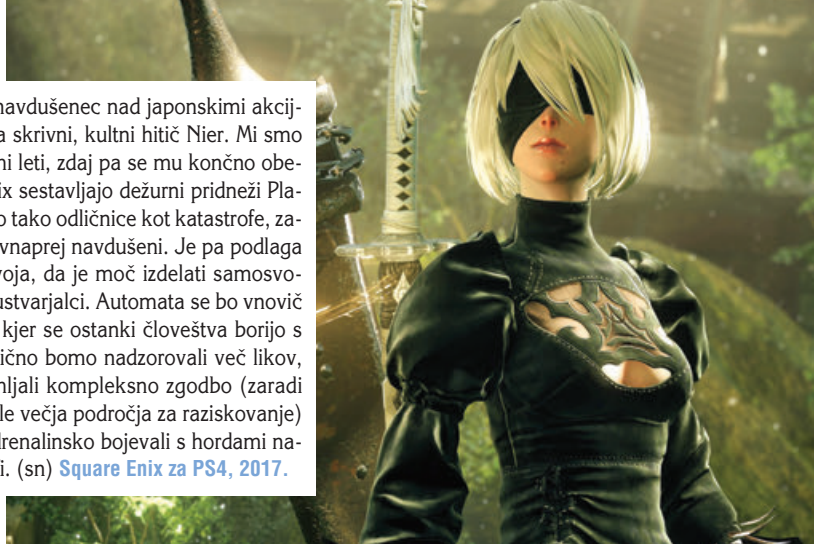 navdušenec nad japonskimi akcij-
a skrivni, kultni hitič Nier. Mi smo
ni leti, zdaj pa se mu končno obe-
ix sestavljajo dežurni pridneži Pla-
o tako odličnice kot katastrofe, za-
vnaprej navdušeni. Je pa podlaga
voja, da je moč izdelati samosvo-
ustvarjalci. Automata se bo vnovič
kjer se ostanki človeštva borijo s
ično bomo nadzorovali več likov,
nljali kompleksno zgodbo (zaradi
le večja področja za raziskovanje)
drenalinsko bojevali s hordami na-
i. (sn) Square Enix za PS4, 2017.